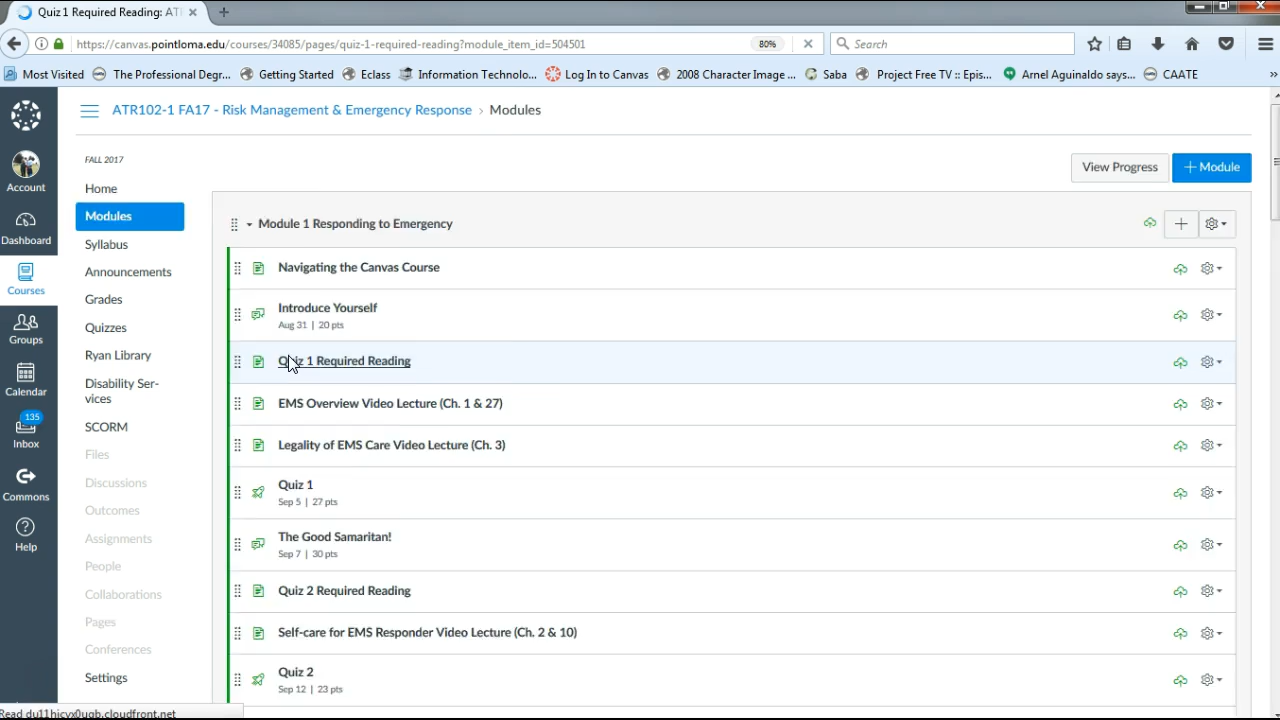 Quiz 1 Required Reading: AT
https://canvas.pointloma.edu/courses/34085/pages/quiz-1-required-reading?module_item_id=504501
80%
Search
Most Visited
The Professional Degr...
Getting Started
Eclass
Information Technolo...
Log In to Canvas
2008 Character Image ...
Saba
Project Free TV :: Epis...
Arnel Aguinaldo says...
CAATE
»
ATR102-1 FA17 - Risk Management & Emergency Response › Modules
Account
Dashboard
Courses
Groups
Calendar
135
Inbox
Commons
Help
FALL 2017
Home
Modules
Syllabus
Announcements
Grades
Quizzes
Ryan Library
Disability Ser-
vices
SCORM
Files
Discussions
Outcomes
Assignments
People
Collaborations
Pages
Conferences
Settings
View Progress
+ Module
Module 1 Responding to Emergency
Navigating the Canvas Course
Introduce Yourself
Aug 31 | 20 pts
Quiz 1 Required Reading
EMS Overview Video Lecture (Ch. 1 & 27)
Legality of EMS Care Video Lecture (Ch. 3)
Quiz 1
Sep 5 | 27 pts
The Good Samaritan!
Sep 7 | 30 pts
Quiz 2 Required Reading
Self-care for EMS Responder Video Lecture (Ch. 2 & 10)
Quiz 2
Sep 12 | 23 pts
Read du11hjcvx0uqb.cloudfront.net